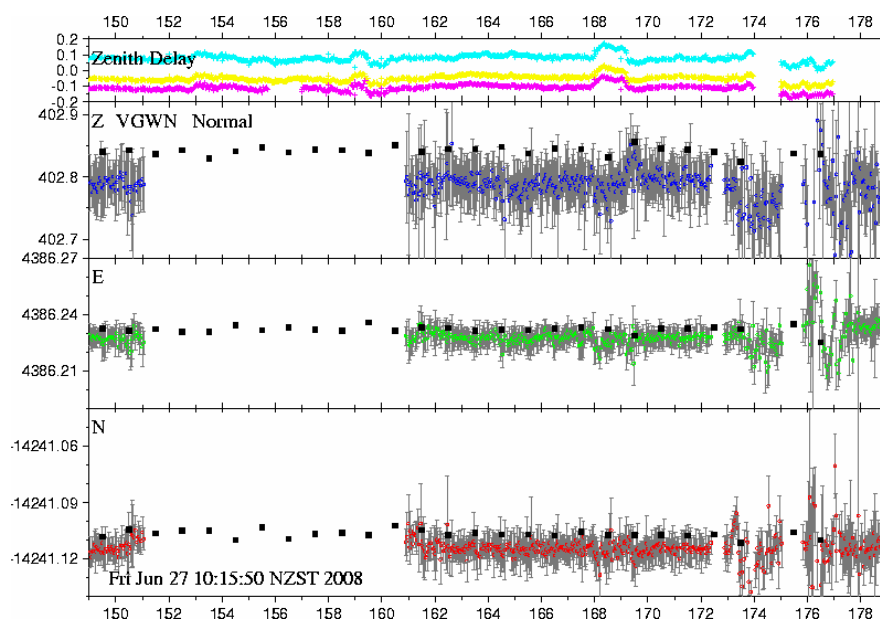 150 152 154 156 158 160 162 164 166 168 170 172 174 176 178
0.2
0.1
0.0
-0.1
-0.2
Zenith Delay
402.9
402.8
402.7
Z VGWN Normal
4386.27
4386.24
4386.21
E
-14241.06
-14241.09
-14241.12
N
Fri Jun 27 10:15:50 NZST 2008
150 152 154 156 158 160 162 164 166 168 170 172 174 176 178